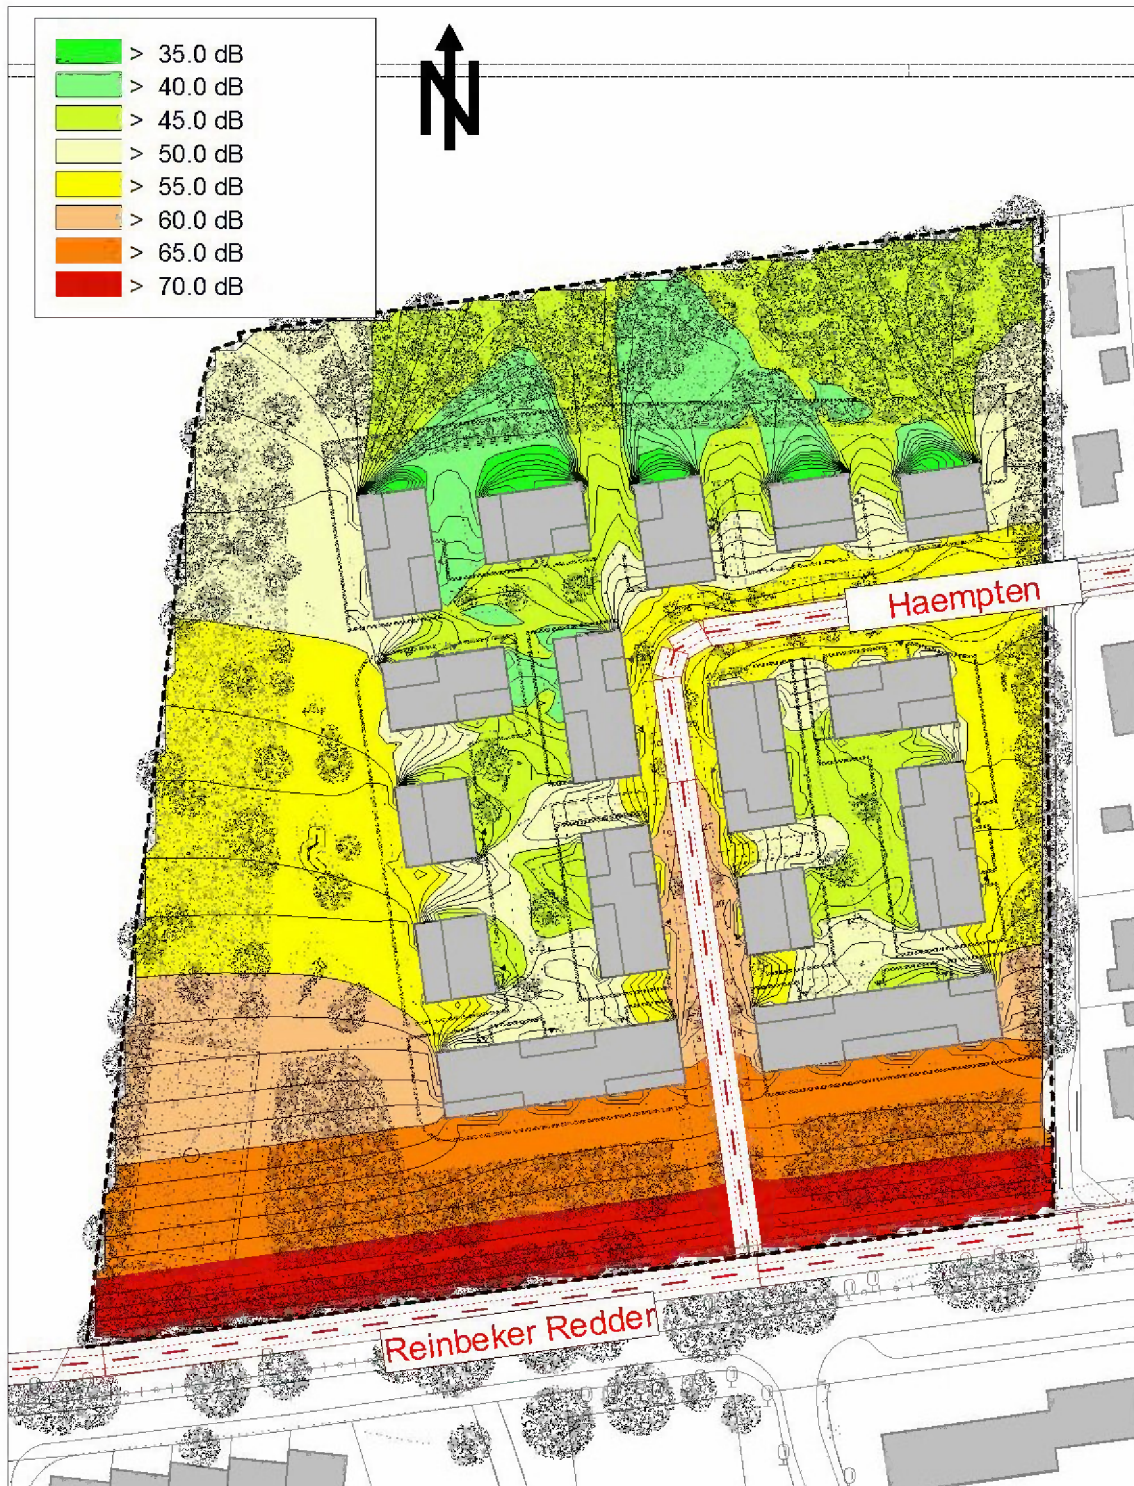 > 35.0 dB
> 40.0 dB
> 45.0 dB
> 50.0 dB
> 55.0 dB
> 60.0 dB
> 65.0 dB
> 70.0 dB
N
Haempten
Reinbeker Redder